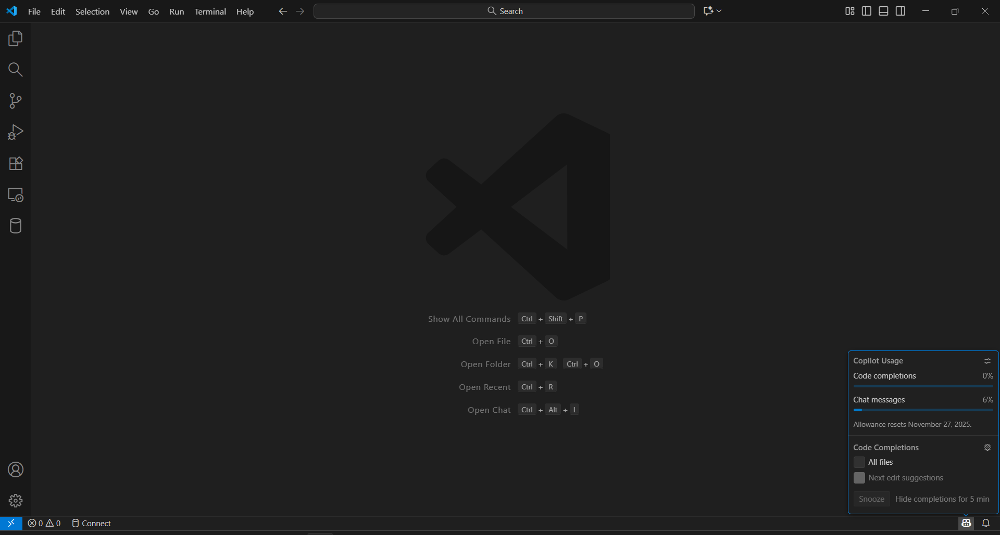 File Edit Selection View Go Run Terminal Help
Search
Show All Commands Ctrl + Shift + P
Open File Ctrl + O
Open Folder Ctrl + K Ctrl + O
Open Recent Ctrl + R
Open Chat Ctrl + Alt + I
Copilot Usage
Code completions 0%
Chat messages 6%
Allowance resets November 27, 2025.
Code Completions
All files
Next edit suggestions
Snooze Hide completions for 5 min
0 0 Connect